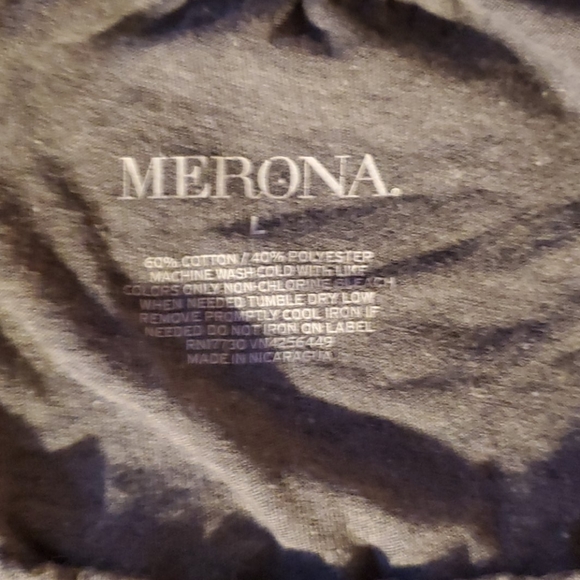 MERONA.
L
60% COTTON / 40% POLYESTER
MACHINE WASH COLD WITH LIKE
COLORS ONLY NON-CHLORINE BLEACH
WHEN NEEDED TUMBLE DRY LOW
REMOVE PROMPTLY COOL IRON IF
NEEDED DO NOT IRON ON LABEL
RN17730 VN4256449
MADE IN NICARAGUA